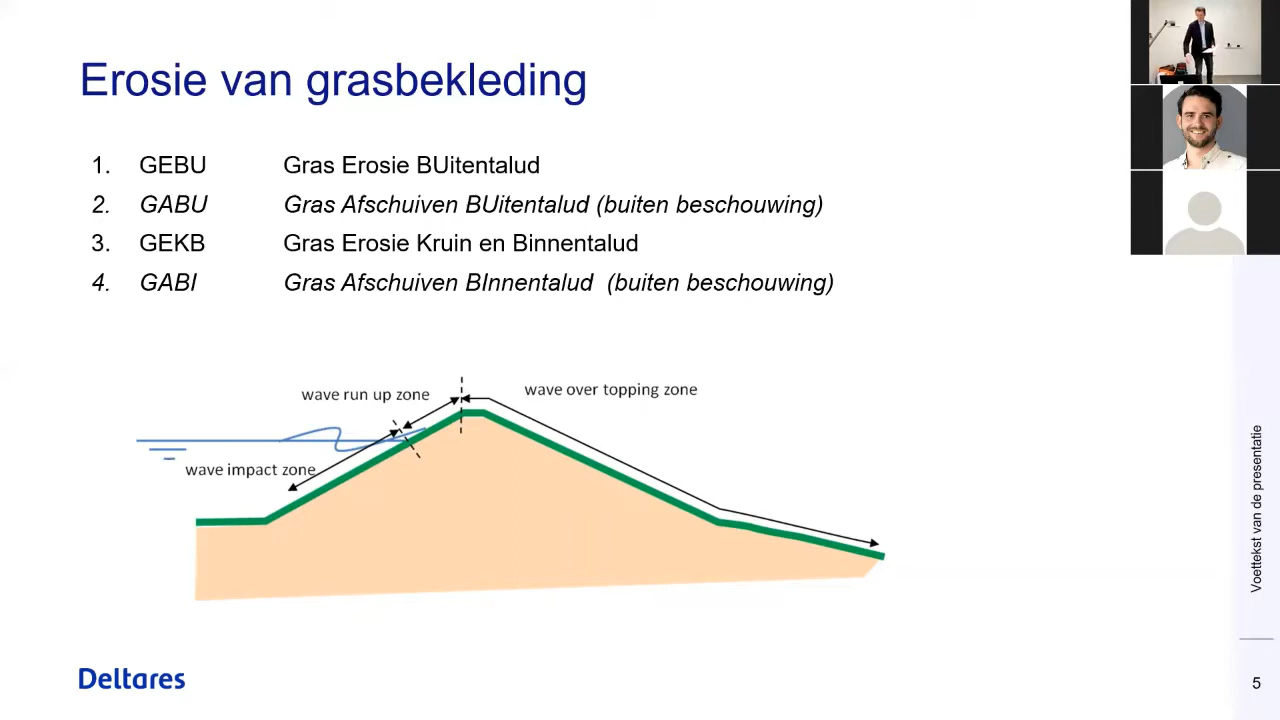 Erosie van grasbekleding
1. GEBU Gras Erosie BUitentalud
2. GABU Gras Afschuiven BUitentalud (buiten beschouwing)
3. GEKB Gras Erosie Kruin en Binnentalud
4. GABI Gras Afschuiven BInnentalud (buiten beschouwing)
wave run up zone
wave over topping zone
wave impact zone
Voettekst van de presentatie
Deltares
5